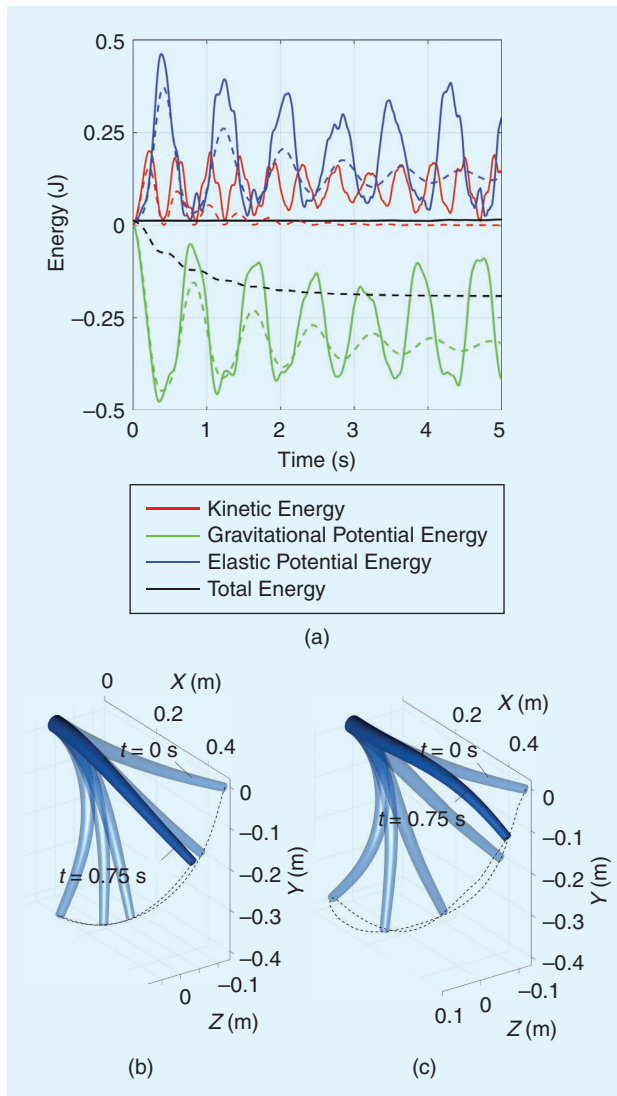 0.5
0.25
0
−0.25
−0.5
Energy (J)
0 1 2 3 4 5
Time (s)
Kinetic Energy
Gravitational Potential Energy
Elastic Potential Energy
Total Energy
(a)
0
X (m)
0.2
0.4
t = 0 s
0
−0.1
−0.2
−0.3
−0.4
Y (m)
t = 0.75 s
−0.1
0
Z (m)
(b)
0
X (m)
0.2
0.4
t = 0 s
0
−0.1
−0.2
−0.3
−0.4
Y (m)
t = 0.75 s
−0.1
0
0.1
Z (m)
(c)